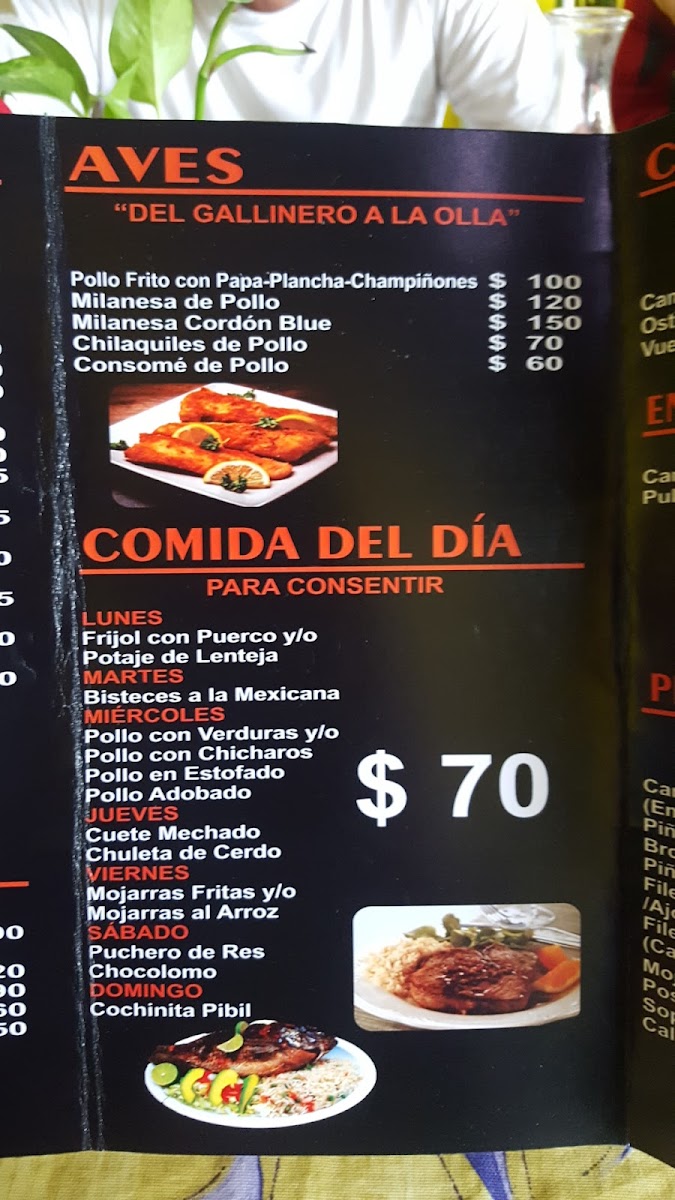 AVES
“DEL GALLINERO A LA OLLA”
Pollo Frito con Papa-Plancha-Champiñones $ 100
Milanesa de Pollo $ 120
Milanesa Cordón Blue $ 150
Chilaquiles de Pollo $ 70
Consomé de Pollo $ 60
COMIDA DEL DÍA
PARA CONSENTIR
LUNES
Frijol con Puerco y/o
Potaje de Lenteja
MARTES
Bisteces a la Mexicana
MIÉRCOLES
Pollo con Verduras y/o
Pollo con Chicharos
Pollo en Estofado
Pollo Adobado
$ 70
JUEVES
Cuete Mechado
Chuleta de Cerdo
VIERNES
Mojarras Fritas y/o
Mojarras al Arroz
SÁBADO
Puchero de Res
Chocolomo
DOMINGO
Cochinita Pibil